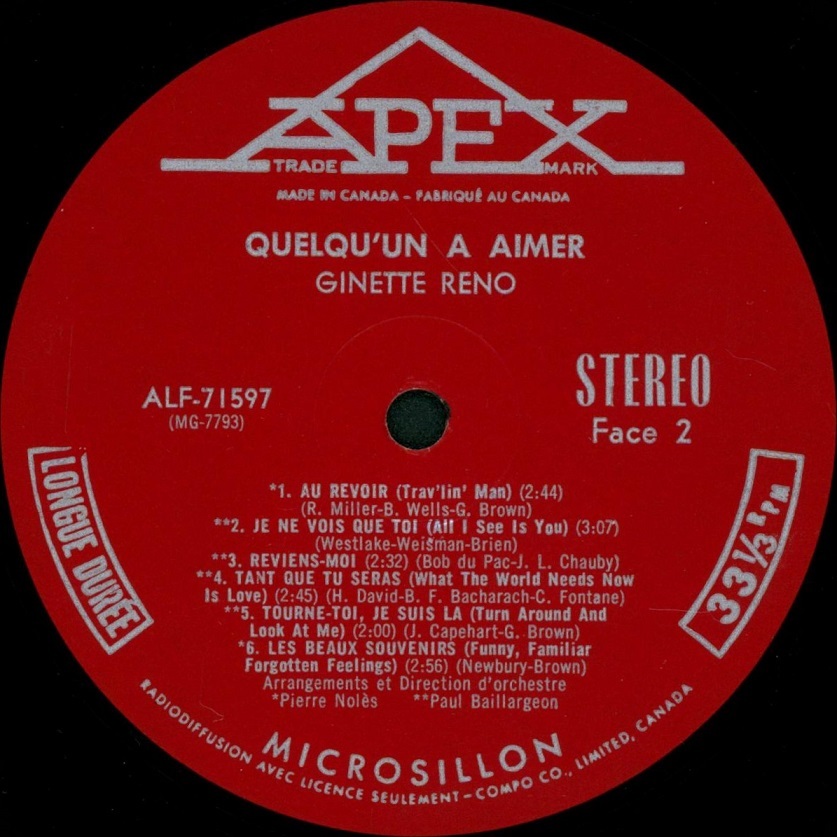 APEX
TRADE MARK
MADE IN CANADA – FABRIQUÉ AU CANADA
QUELQU'UN A AIMER
GINETTE RENO
ALF-71597
(MG-7793)
STEREO
Face 2
LONGUE DURÉE
33 1/3 RPM
*1. AU REVOIR (Trav'lin' Man) (2:44)
(R. Miller-B. Wells-G. Brown)
**2. JE NE VOIS QUE TOI (All I See Is You) (3:07)
(Westlake-Weisman-Brien)
**3. REVIENS-MOI (2:32) (Bob du Pac-J. L. Chauby)
**4. TANT QUE TU SERAS (What The World Needs Now
Is Love) (2:45) (H. David-B. F. Bacharach-C. Fontane)
**5. TOURNE-TOI, JE SUIS LA (Turn Around And
Look At Me) (2:00) (J. Capehart-G. Brown)
*6. LES BEAUX SOUVENIRS (Funny, Familiar
Forgotten Feelings) (2:56) (Newbury-Brown)
Arrangements et Direction d'orchestre
*Pierre Nolès **Paul Baillargeon
MICROSILLON
RADIODIFFUSION AVEC LICENCE SEULEMENT–COMPO CO., LIMITED, CANADA